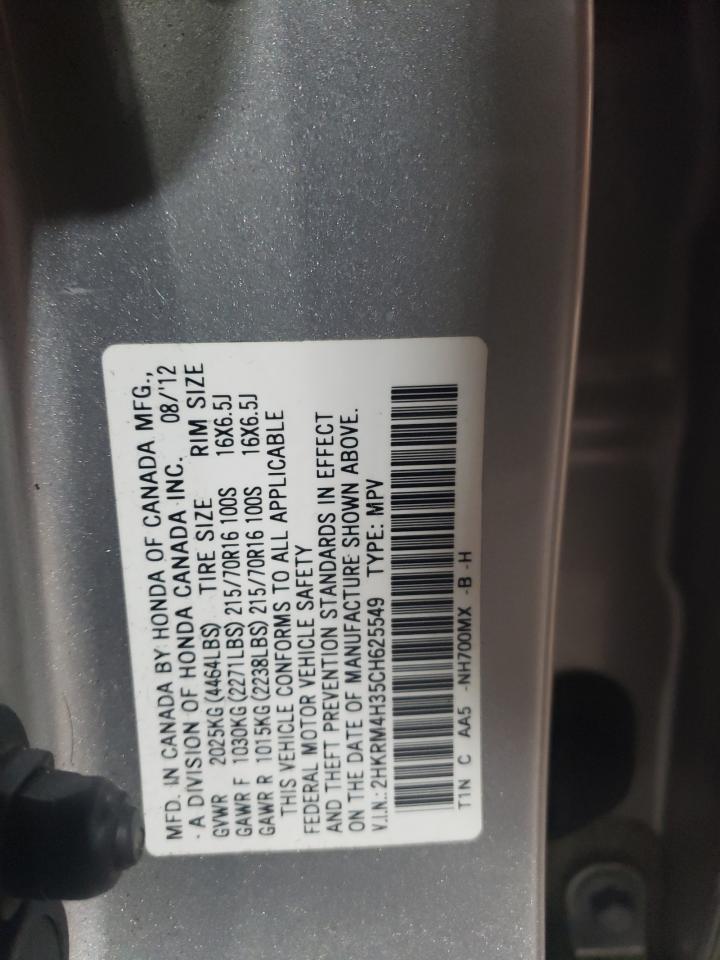 MFD. IN CANADA BY HONDA OF CANADA MFG.,
A DIVISION OF HONDA CANADA INC. 08/'12
GVWR 2025KG (4464LBS) TIRE SIZE RIM SIZE
GAWR F 1030KG (2271LBS) 215/70R16 100S 16X6.5J
GAWR R 1015KG (2238LBS) 215/70R16 100S 16X6.5J
THIS VEHICLE CONFORMS TO ALL APPLICABLE
FEDERAL MOTOR VEHICLE SAFETY
AND THEFT PREVENTION STANDARDS IN EFFECT
ON THE DATE OF MANUFACTURE SHOWN ABOVE.
V.I.N.: 2HKRM4H35CH625549 TYPE: MPV
T1N C AA5 -NH700MX -B -H